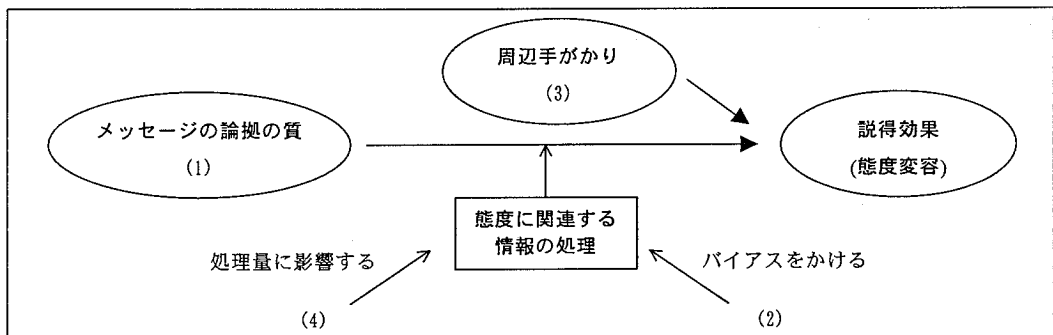 周辺手がかり
(3)
メッセージの論拠の質
(1)
説得効果
(態度変容)
態度に関連する
情報の処理
処理量に影響する
バイアスをかける
(4)
(2)